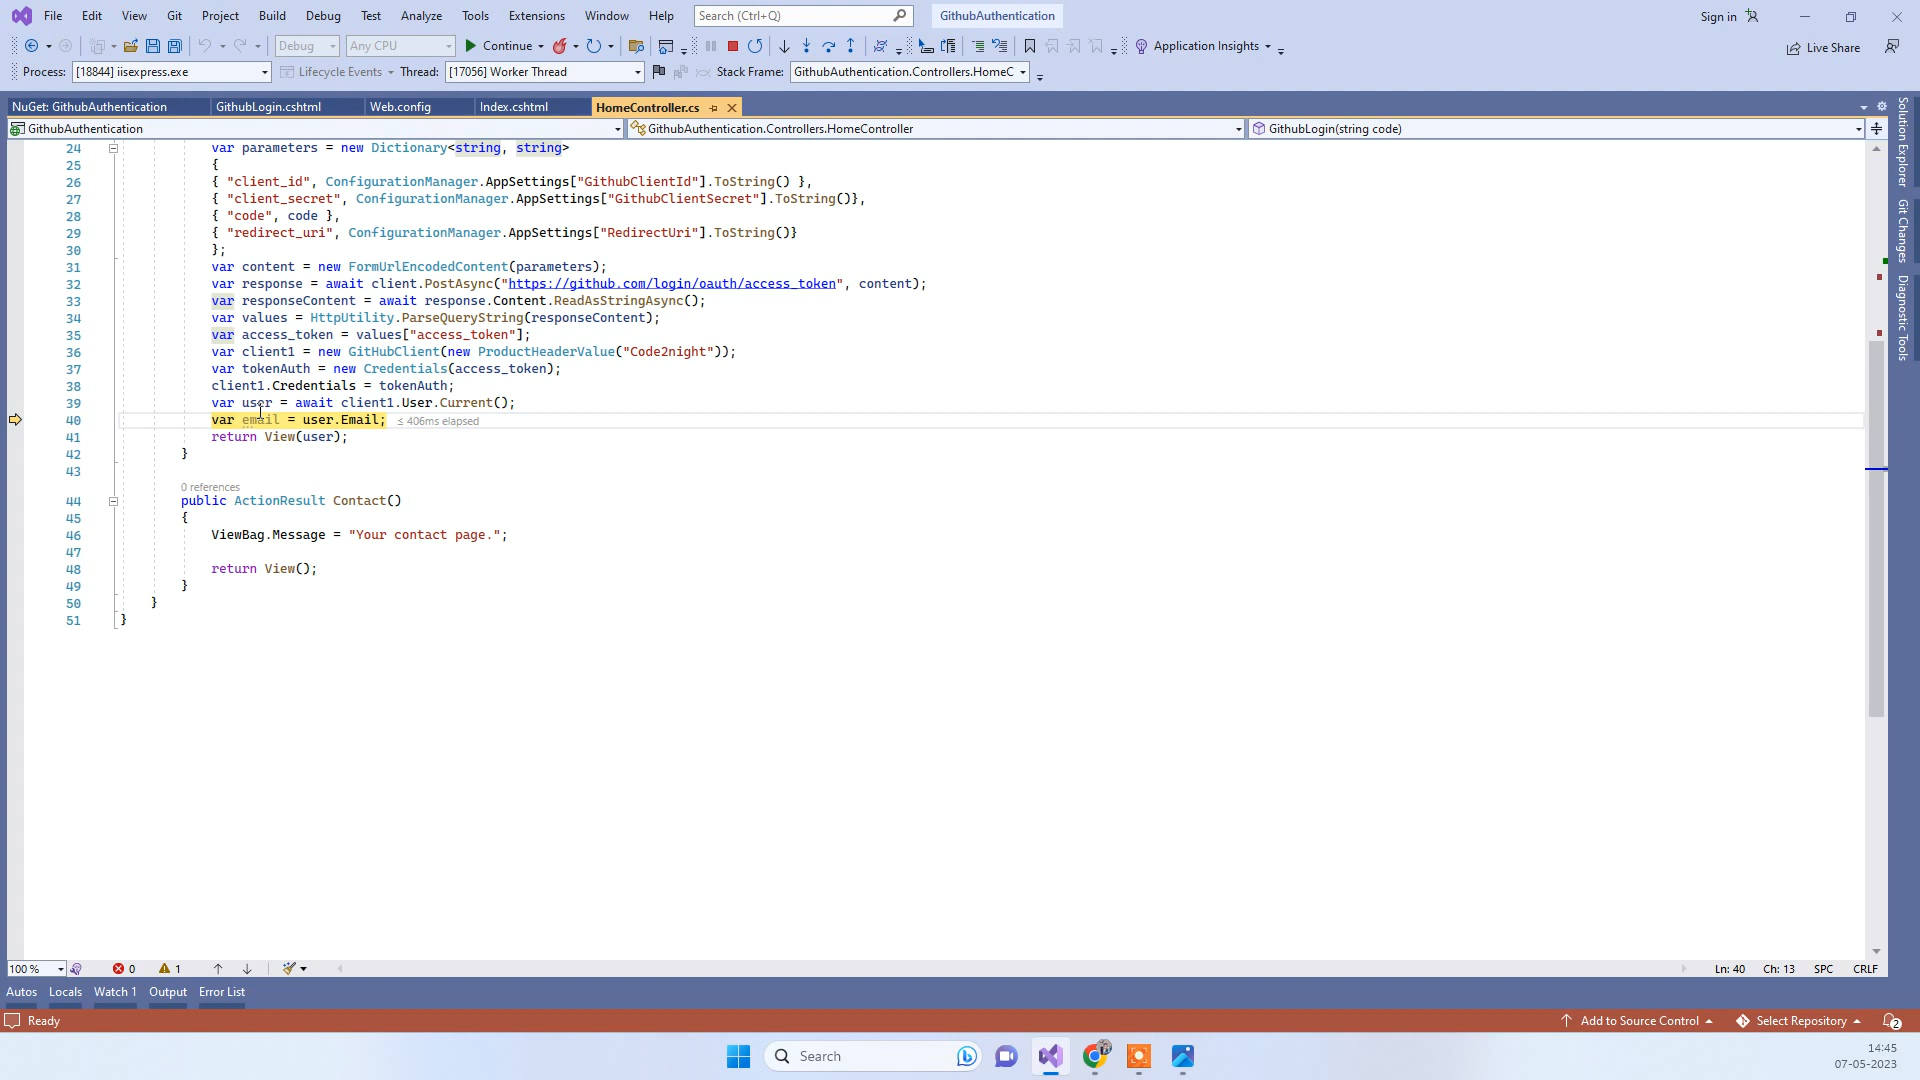 File Edit View Git Project Build Debug Test Analyze Tools Extensions Window Help Search (Ctrl+Q) GithubAuthentication Sign in
Debug Any CPU Continue Application Insights Live Share
Process: [18844] iisexpress.exe Lifecycle Events Thread: [17056] Worker Thread Stack Frame: GithubAuthentication.Controllers.HomeC
NuGet: GithubAuthentication GithubLogin.cshtml Web.config Index.cshtml HomeController.cs
GithubAuthentication GithubAuthentication.Controllers.HomeController GithubLogin(string code)
24 var parameters = new Dictionary<string, string>
25 {
26 { "client_id", ConfigurationManager.AppSettings["GithubClientId"].ToString() },
27 { "client_secret", ConfigurationManager.AppSettings["GithubClientSecret"].ToString()},
28 { "code", code },
29 { "redirect_uri", ConfigurationManager.AppSettings["RedirectUri"].ToString()}
30 };
31 var content = new FormUrlEncodedContent(parameters);
32 var response = await client.PostAsync("https://github.com/login/oauth/access_token", content);
33 var responseContent = await response.Content.ReadAsStringAsync();
34 var values = HttpUtility.ParseQueryString(responseContent);
35 var access_token = values["access_token"];
36 var client1 = new GitHubClient(new ProductHeaderValue("Code2night"));
37 var tokenAuth = new Credentials(access_token);
38 client1.Credentials = tokenAuth;
39 var user = await client1.User.Current();
40 var email = user.Email; ≤ 406ms elapsed
41 return View(user);
42 }
43
0 references
44 public ActionResult Contact()
45 {
46 ViewBag.Message = "Your contact page.";
47
48 return View();
49 }
50 }
51 }
Solution Explorer
Git Changes
Diagnostic Tools
100 % 0 1 Ln: 40 Ch: 13 SPC CRLF
Autos Locals Watch 1 Output Error List
Ready Add to Source Control Select Repository 2
Search
14:45
07-05-2023